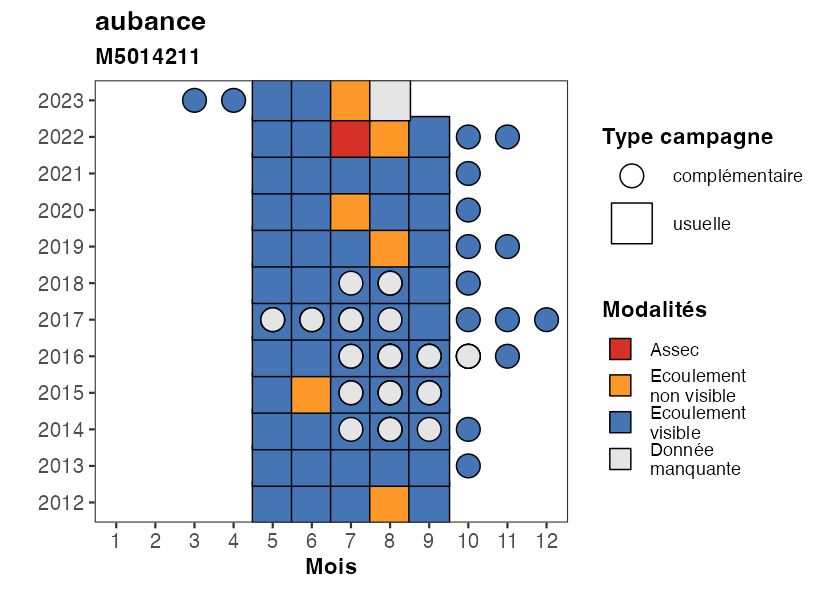 aubance
M5014211
2023
2022
2021
2020
2019
2018
2017
2016
2015
2014
2013
2012
1 2 3 4 5 6 7 8 9 10 11 12
Mois
Type campagne
complémentaire
usuelle
Modalités
Assec
Ecoulement
non visible
Ecoulement
visible
Donnée
manquante